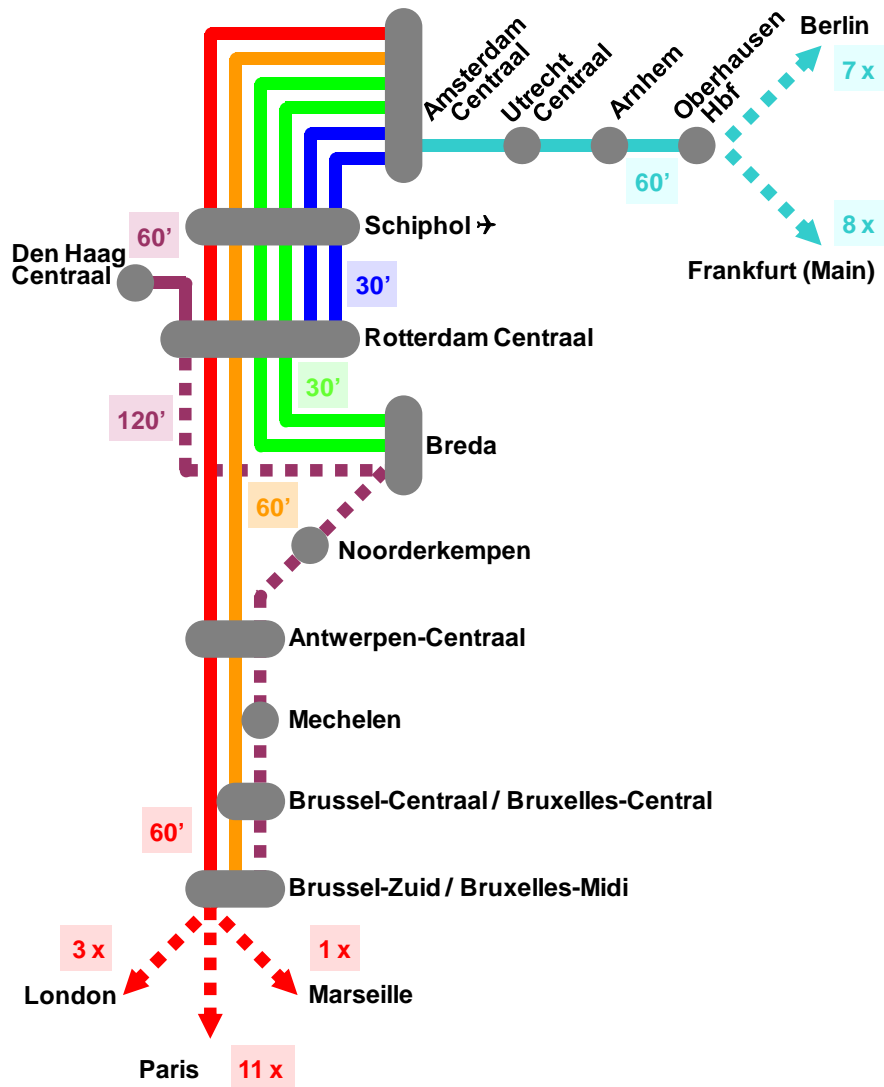 Berlin
7 x
Amsterdam
Centraal
Utrecht
Centraal
Arnhem
Oberhausen
Hbf
60’
8 x
Frankfurt (Main)
60’
Schiphol ✈
Den Haag
Centraal
30’
Rotterdam Centraal
30’
120’
Breda
60’
Noorderkempen
Antwerpen-Centraal
Mechelen
Brussel-Centraal / Bruxelles-Central
60’
Brussel-Zuid / Bruxelles-Midi
3 x
1 x
London
Marseille
Paris
11 x